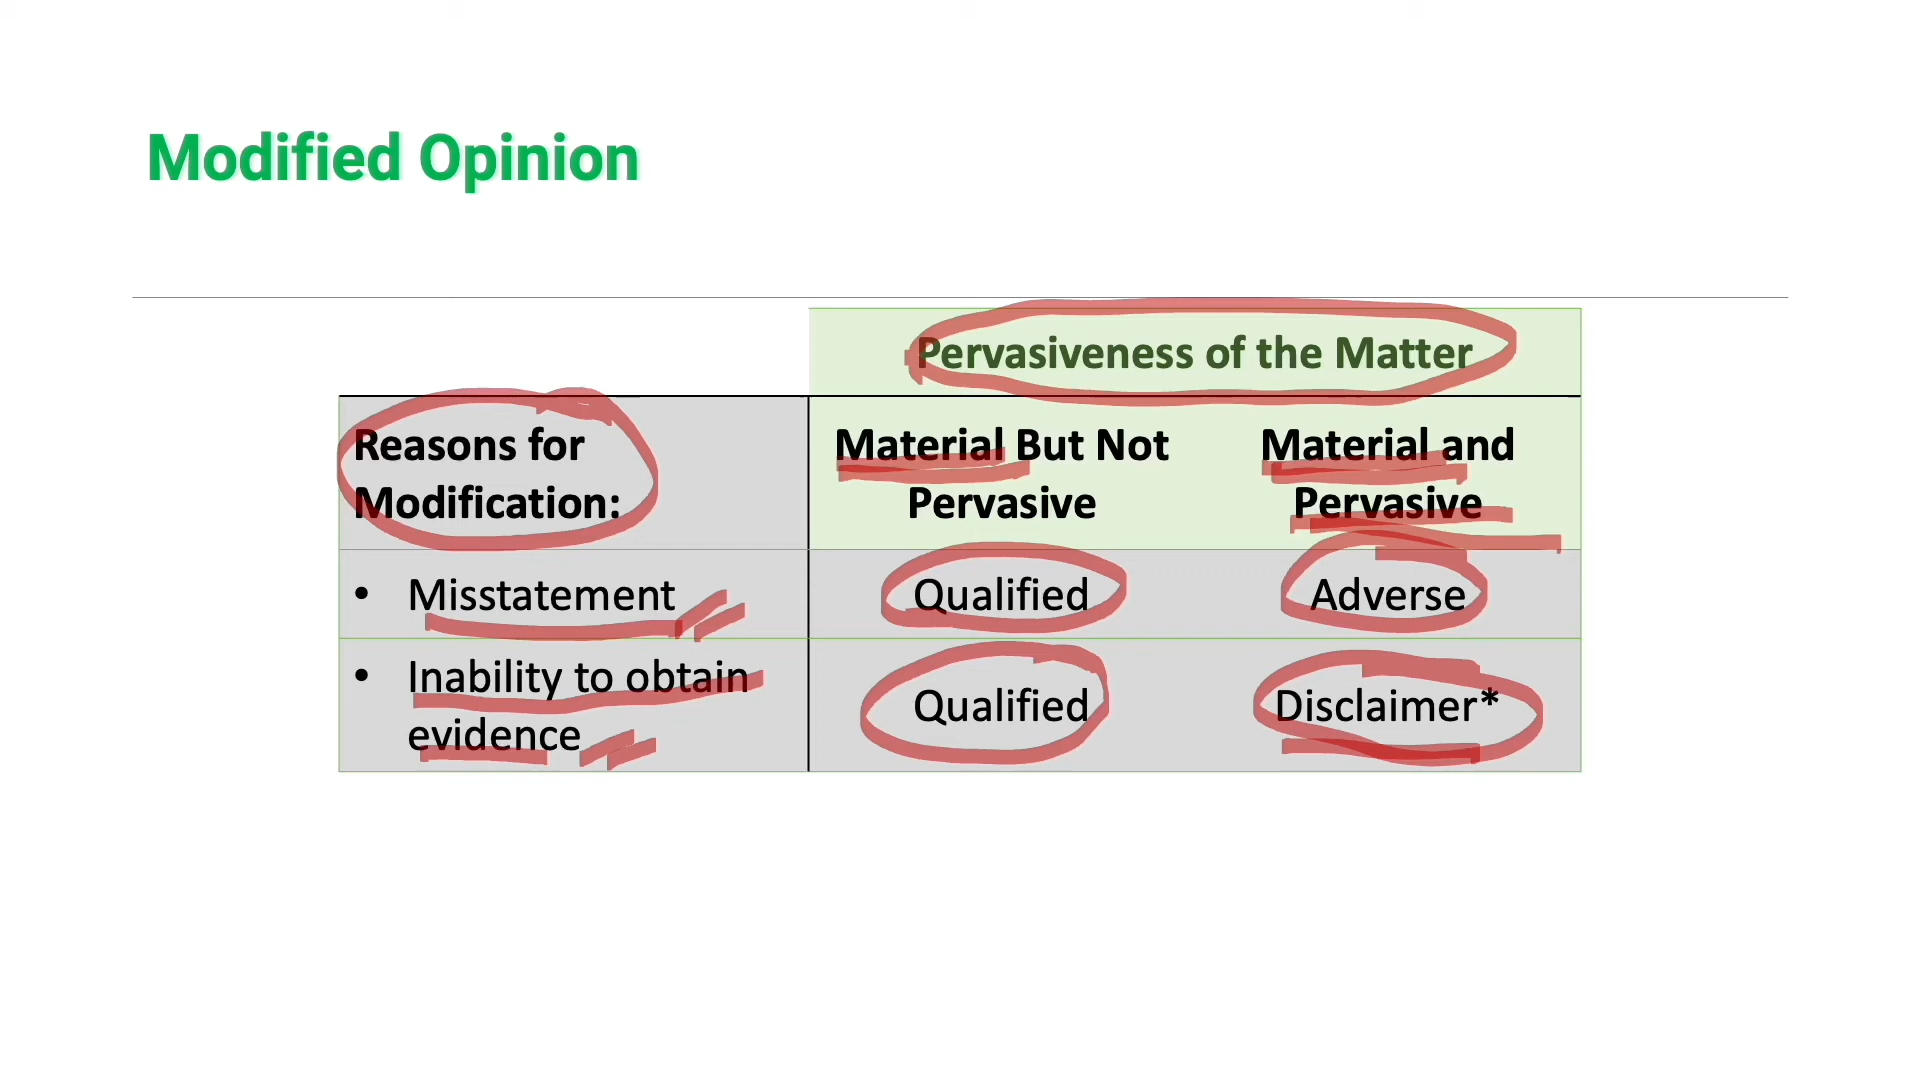 Modified Opinion
Pervasiveness of the Matter
Reasons for
Modification:
Material But Not
Pervasive
Material and
Pervasive
• Misstatement
Qualified
Adverse
• Inability to obtain
evidence
Qualified
Disclaimer*